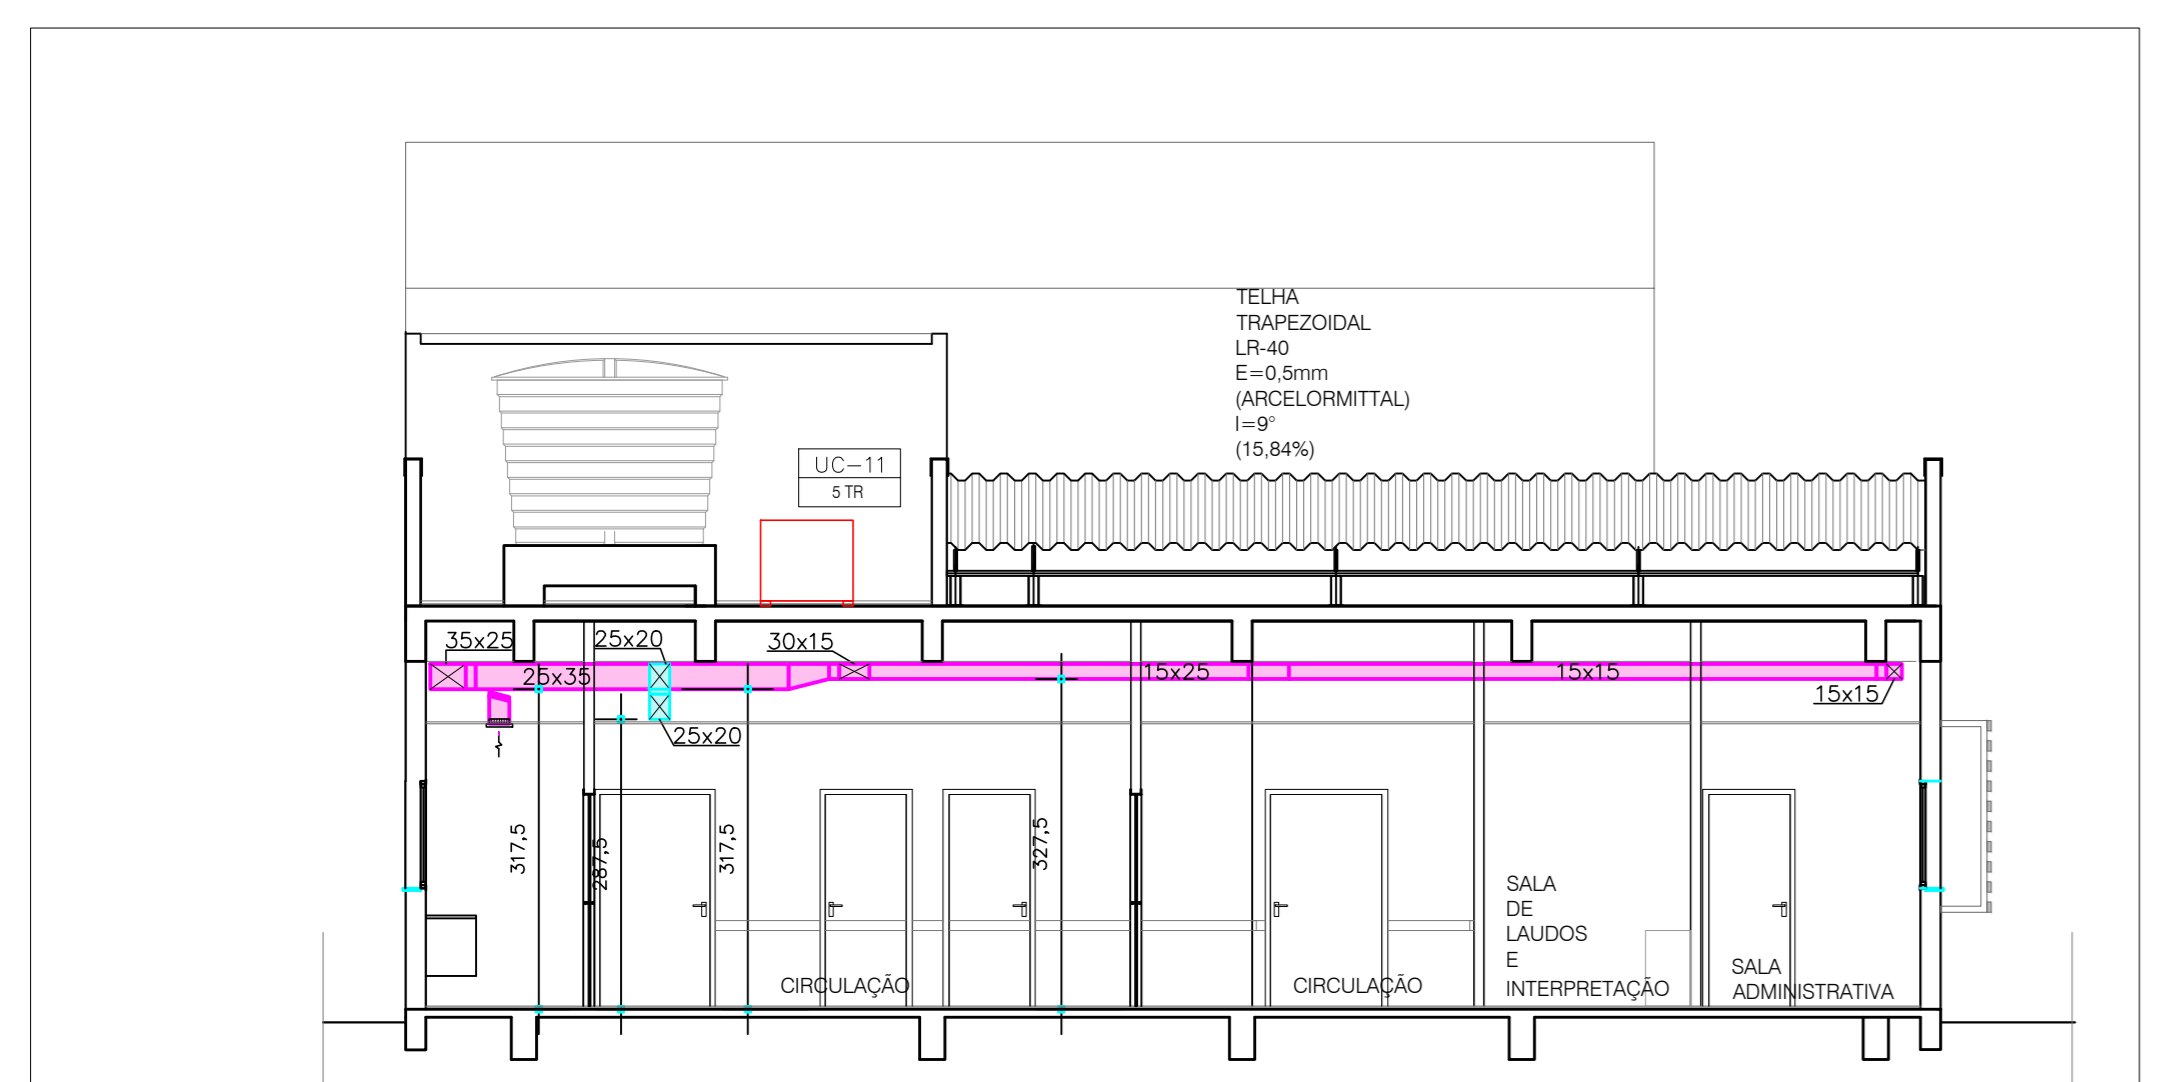 TELHA
TRAPEZOIDAL
LR-40
E=0,5mm
(ARCELORMITTAL)
I=9°
(15,84%)
UC-11
5 TR
35x25
25x20
30x15
25x35
15x25
15x15
15x15
25x20
317,5
287,5
317,5
327,5
SALA
DE
LAUDOS
E
INTERPRETAÇÃO
SALA
ADMINISTRATIVA
CIRCULAÇÃO
CIRCULAÇÃO